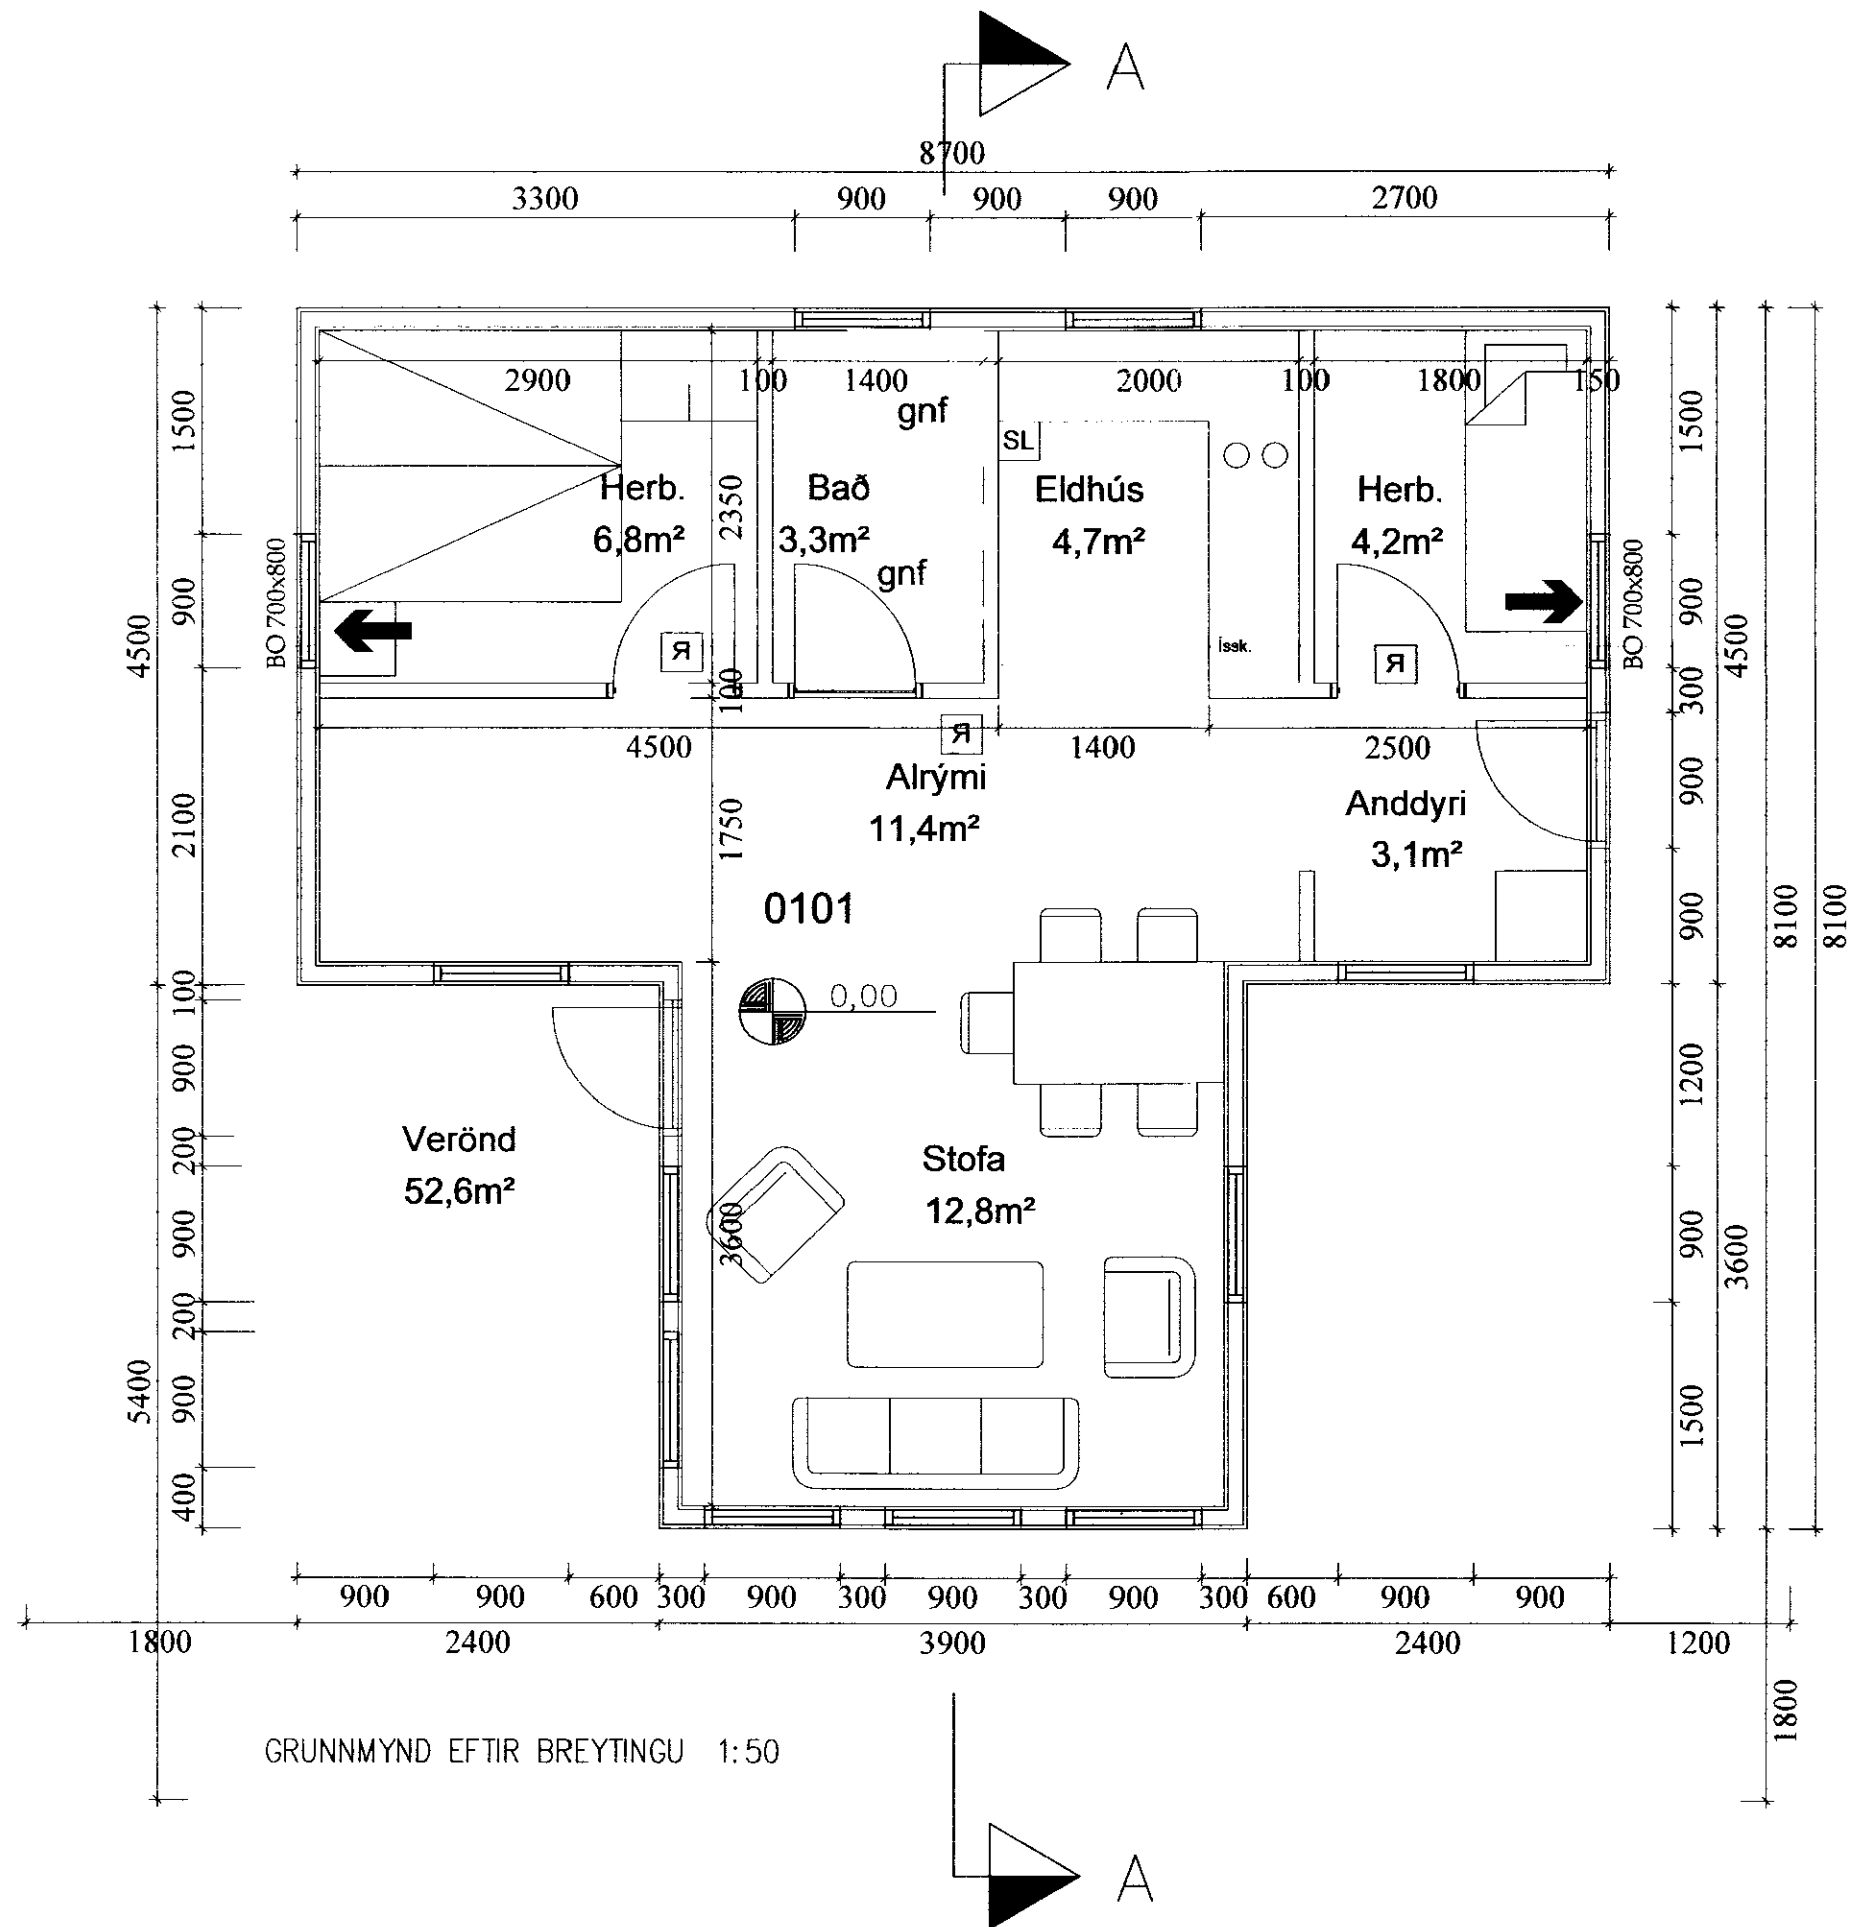 A
8700
3300 900 900 900 2700
2900 100 1400 2000 100 1800 150
gnf
SL
Herb.
6,8m²
Bað
3,3m²
gnf
Eldhús
4,7m²
Herb.
4,2m²
Íssk.
BO 700x800
BO 700x800
2350
100
1750
3600
4500 1400 2500
Alrými
11,4m²
Anddyri
3,1m²
0101
0,00
Verönd
52,6m²
Stofa
12,8m²
1500
900
2100
100
900
200
900
200
900
400
4500
5400
1500
900
300
900
900
1200
900
1500
4500
3600
8100
8100
1800
900 900 600 300 900 300 900 300 900 300 600 900 900
1800 2400 3900 2400 1200
GRUNNMYND EFTIR BREYTINGU 1:50
A